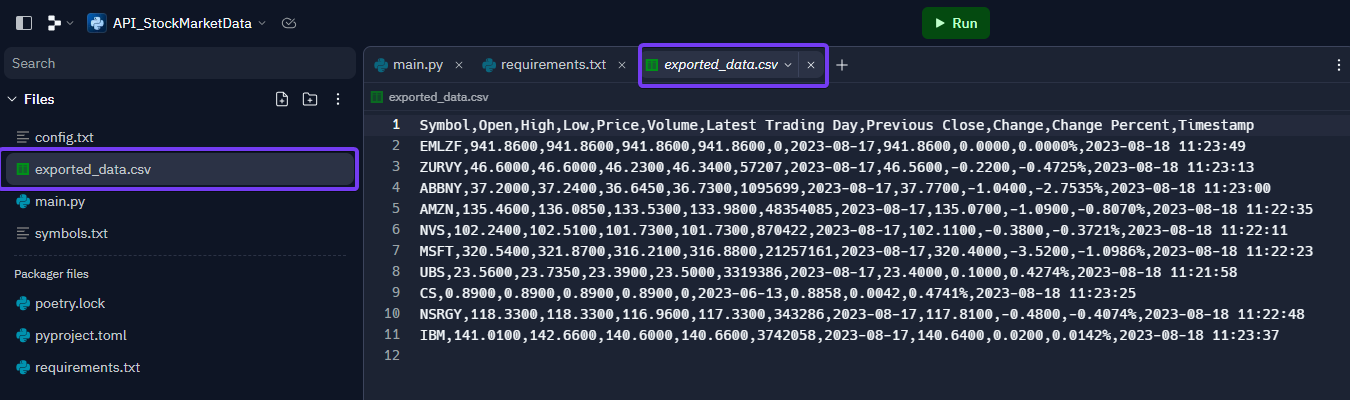 API_StockMarketData
Run
Search
Files
config.txt
exported_data.csv
main.py
symbols.txt
Packager files
poetry.lock
pyproject.toml
requirements.txt
main.py
requirements.txt
exported_data.csv
exported_data.csv
1 Symbol,Open,High,Low,Price,Volume,Latest Trading Day,Previous Close,Change,Change Percent,Timestamp
2 EMLZF,941.8600,941.8600,941.8600,941.8600,0,2023-08-17,941.8600,0.0000,0.0000%,2023-08-18 11:23:49
3 ZURVY,46.6000,46.6000,46.2300,46.3400,57207,2023-08-17,46.5600,-0.2200,-0.4725%,2023-08-18 11:23:13
4 ABBNY,37.2000,37.2400,36.6450,36.7300,1095699,2023-08-17,37.7700,-1.0400,-2.7535%,2023-08-18 11:23:00
5 AMZN,135.4600,136.0850,133.5300,133.9800,48354085,2023-08-17,135.0700,-1.0900,-0.8070%,2023-08-18 11:22:35
6 NVS,102.2400,102.5100,101.7300,101.7300,870422,2023-08-17,102.1100,-0.3800,-0.3721%,2023-08-18 11:22:11
7 MSFT,320.5400,321.8700,316.2100,316.8800,21257161,2023-08-17,320.4000,-3.5200,-1.0986%,2023-08-18 11:22:23
8 UBS,23.5600,23.7350,23.3900,23.5000,3319386,2023-08-17,23.4000,0.1000,0.4274%,2023-08-18 11:21:58
9 CS,0.8900,0.8900,0.8900,0.8900,0,2023-06-13,0.8858,0.0042,0.4741%,2023-08-18 11:23:25
10 NSRGY,118.3300,118.3300,116.9600,117.3300,343286,2023-08-17,117.8100,-0.4800,-0.4074%,2023-08-18 11:22:48
11 IBM,141.0100,142.6600,140.6000,140.6600,3742058,2023-08-17,140.6400,0.0200,0.0142%,2023-08-18 11:23:37
12